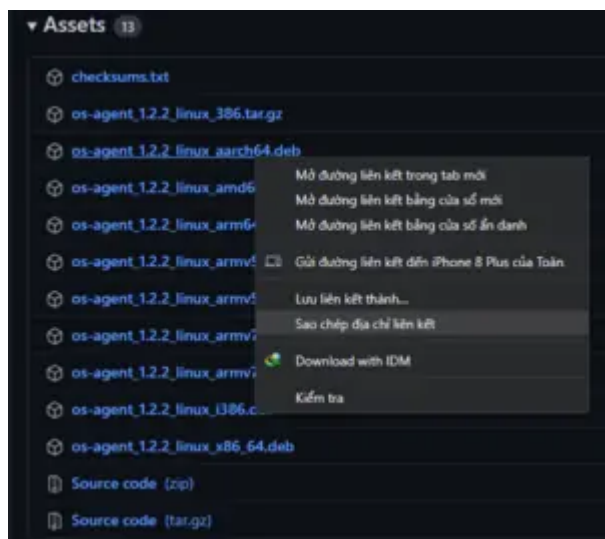 Assets 13
checksums.txt
os-agent_1.2.2_linux_386.tar.gz
os-agent_1.2.2_linux_aarch64.deb
os-agent_1.2.2_linux_amd6
os-agent_1.2.2_linux_arm64
os-agent_1.2.2_linux_armv5
os-agent_1.2.2_linux_armv5
os-agent_1.2.2_linux_armv7
os-agent_1.2.2_linux_armv7
os-agent_1.2.2_linux_i386.d
os-agent_1.2.2_linux_x86_64.deb
Source code (zip)
Source code (tar.gz)
Mở đường liên kết trong tab mới
Mở đường liên kết bằng cửa sổ mới
Mở đường liên kết bằng cửa sổ ẩn danh
Gửi đường liên kết đến iPhone 8 Plus của Toàn
Lưu liên kết thành...
Sao chép địa chỉ liên kết
Download with IDM
Kiểm tra